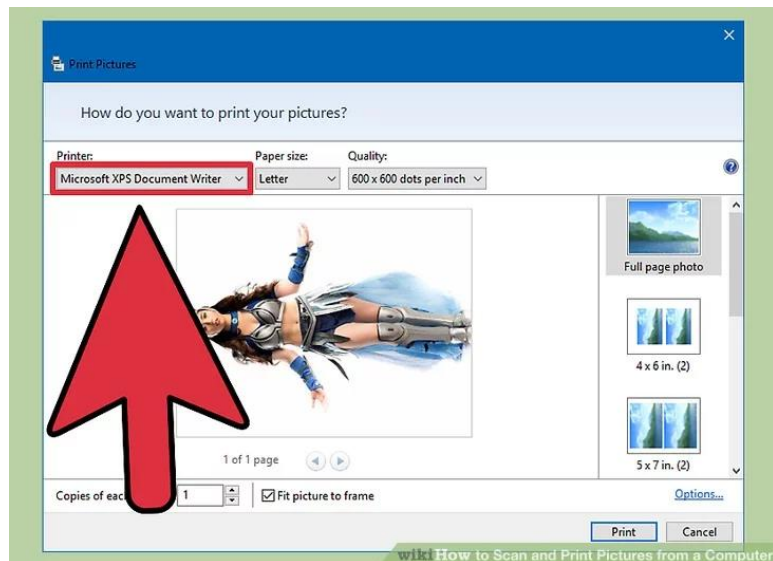 Print Pictures
How do you want to print your pictures?
Printer: Paper size: Quality:
Microsoft XPS Document Writer Letter 600 x 600 dots per inch
Full page photo
4 x 6 in. (2)
1 of 1 page
5 x 7 in. (2)
Copies of eac 1 Fit picture to frame Options...
Print Cancel
wikiHow to Scan and Print Pictures from a Computer